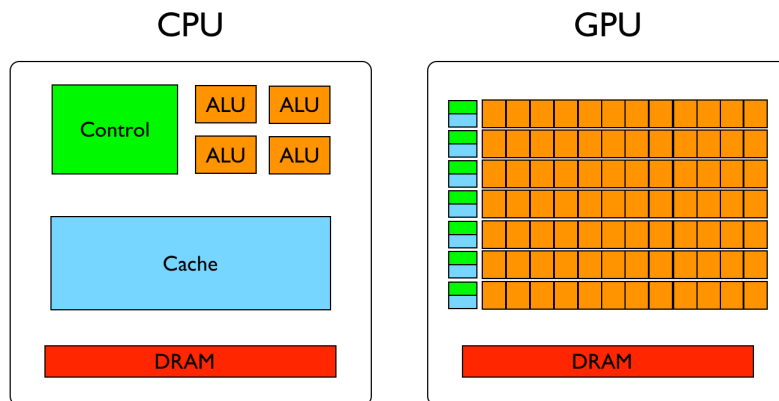 CPU
GPU
Control
ALU
ALU
ALU
ALU
Cache
DRAM
DRAM